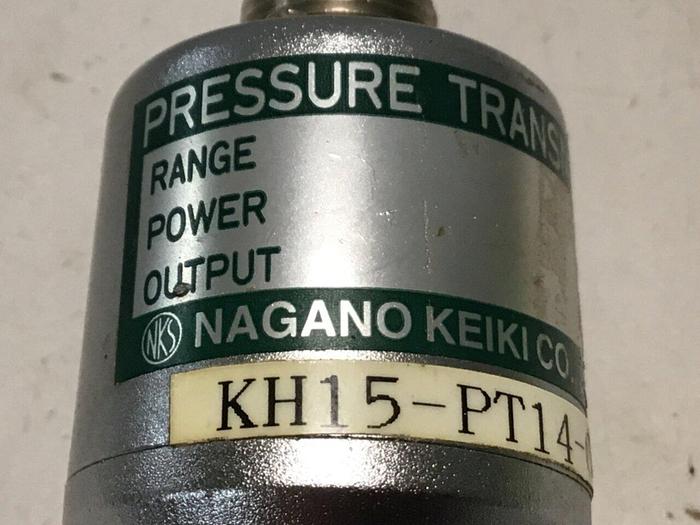 PRESSURE TRANS
RANGE
POWER
OUTPUT
NKS NAGANO KEIKI CO.
KH15-PT14-